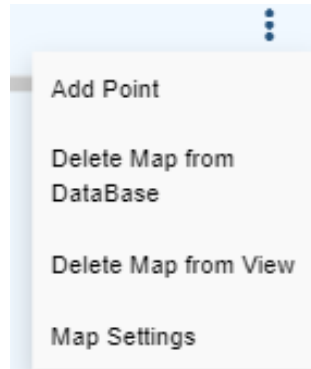 Add Point
Delete Map from
DataBase
Delete Map from View
Map Settings